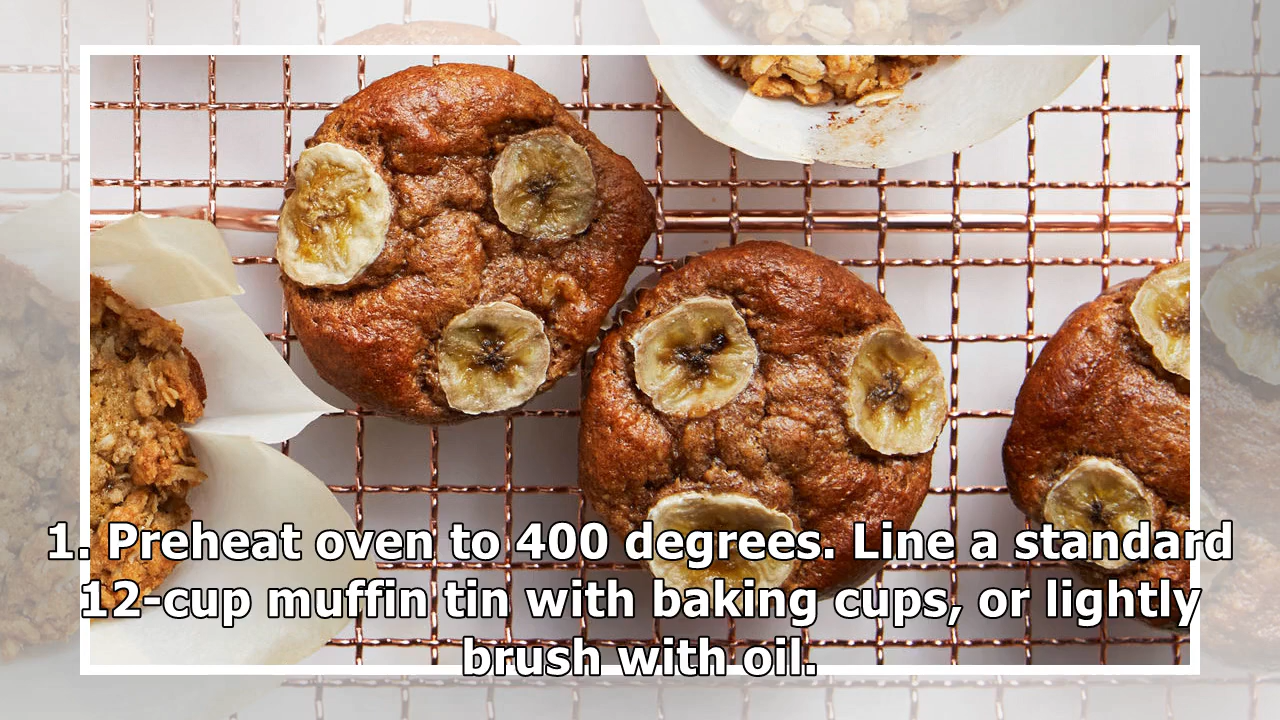 1. Preheat oven to 400 degrees. Line a standard
12-cup muffin tin with baking cups, or lightly
brush with oil.